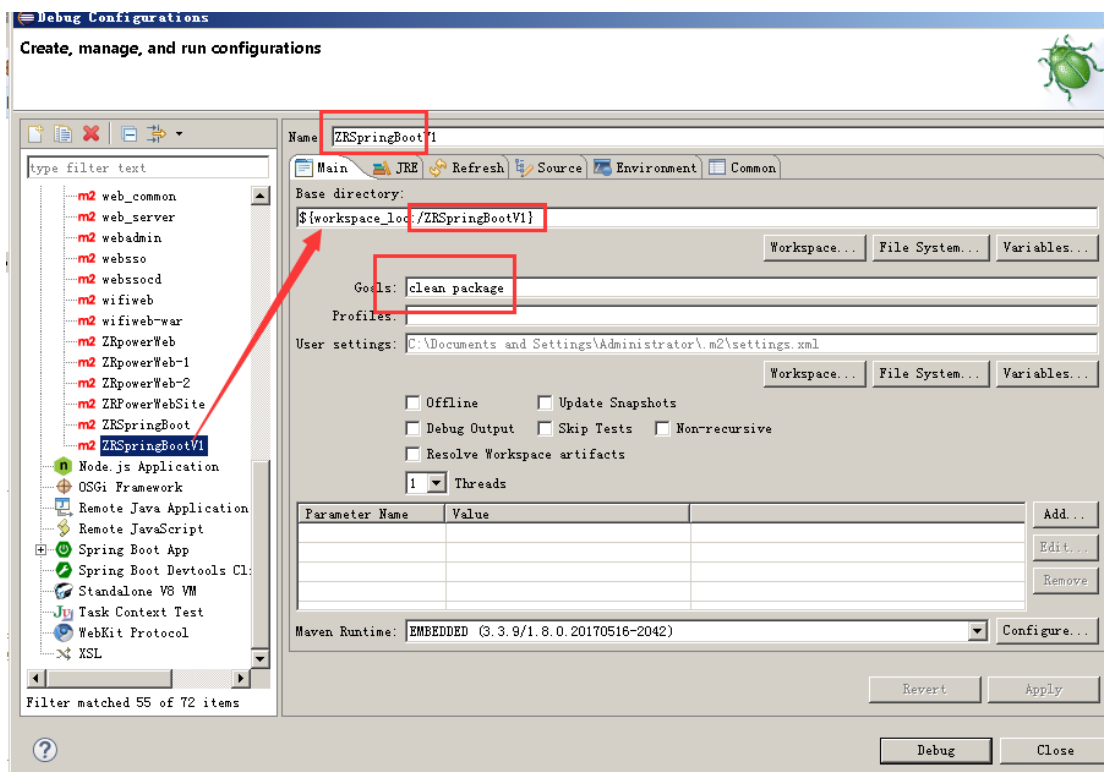 Debug Configurations
Create, manage, and run configurations
Name: ZRSpringBootV1
type filter text
Main JRE Refresh Source Environment Common
m2 web_common
m2 web_server
m2 webadmin
m2 websso
m2 webssocd
m2 wifiweb
m2 wifiweb-war
m2 ZRpowerWeb
m2 ZRpowerWeb-1
m2 ZRpowerWeb-2
m2 ZRPowerWebSite
m2 ZRSpringBoot
m2 ZRSpringBootV1
Node.js Application
OSGi Framework
Remote Java Application
Remote JavaScript
Spring Boot App
Spring Boot Devtools Cl:
Standalone V8 VM
Task Context Test
WebKit Protocol
XSL
Filter matched 55 of 72 items
Base directory:
${workspace_loc:/ZRSpringBootV1}
Workspace... File System... Variables...
Goals: clean package
Profiles:
User settings: C:\Documents and Settings\Administrator\.m2\settings.xml
Workspace... File System... Variables...
Offline Update Snapshots
Debug Output Skip Tests Non-recursive
Resolve Workspace artifacts
1 Threads
Parameter Name Value
Add...
Edit...
Remove
Maven Runtime: EMBEDDED (3.3.9/1.8.0.20170516-2042) Configure...
Revert Apply
Debug Close